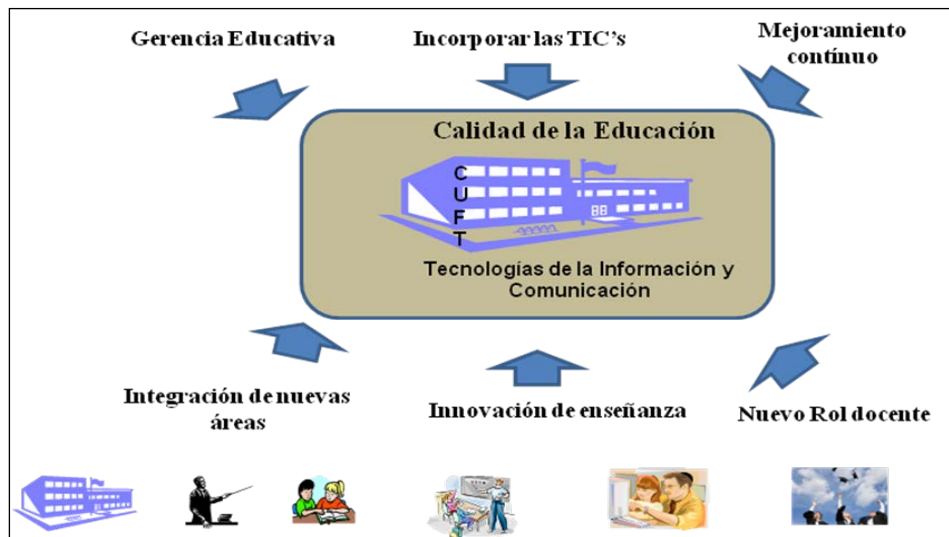 Gerencia Educativa
Incorporar las TIC's
Mejoramiento
contínuo
Calidad de la Educación
C
U
F
T
Tecnologías de la Información y
Comunicación
Integración de nuevas
áreas
Innovación de enseñanza
Nuevo Rol docente